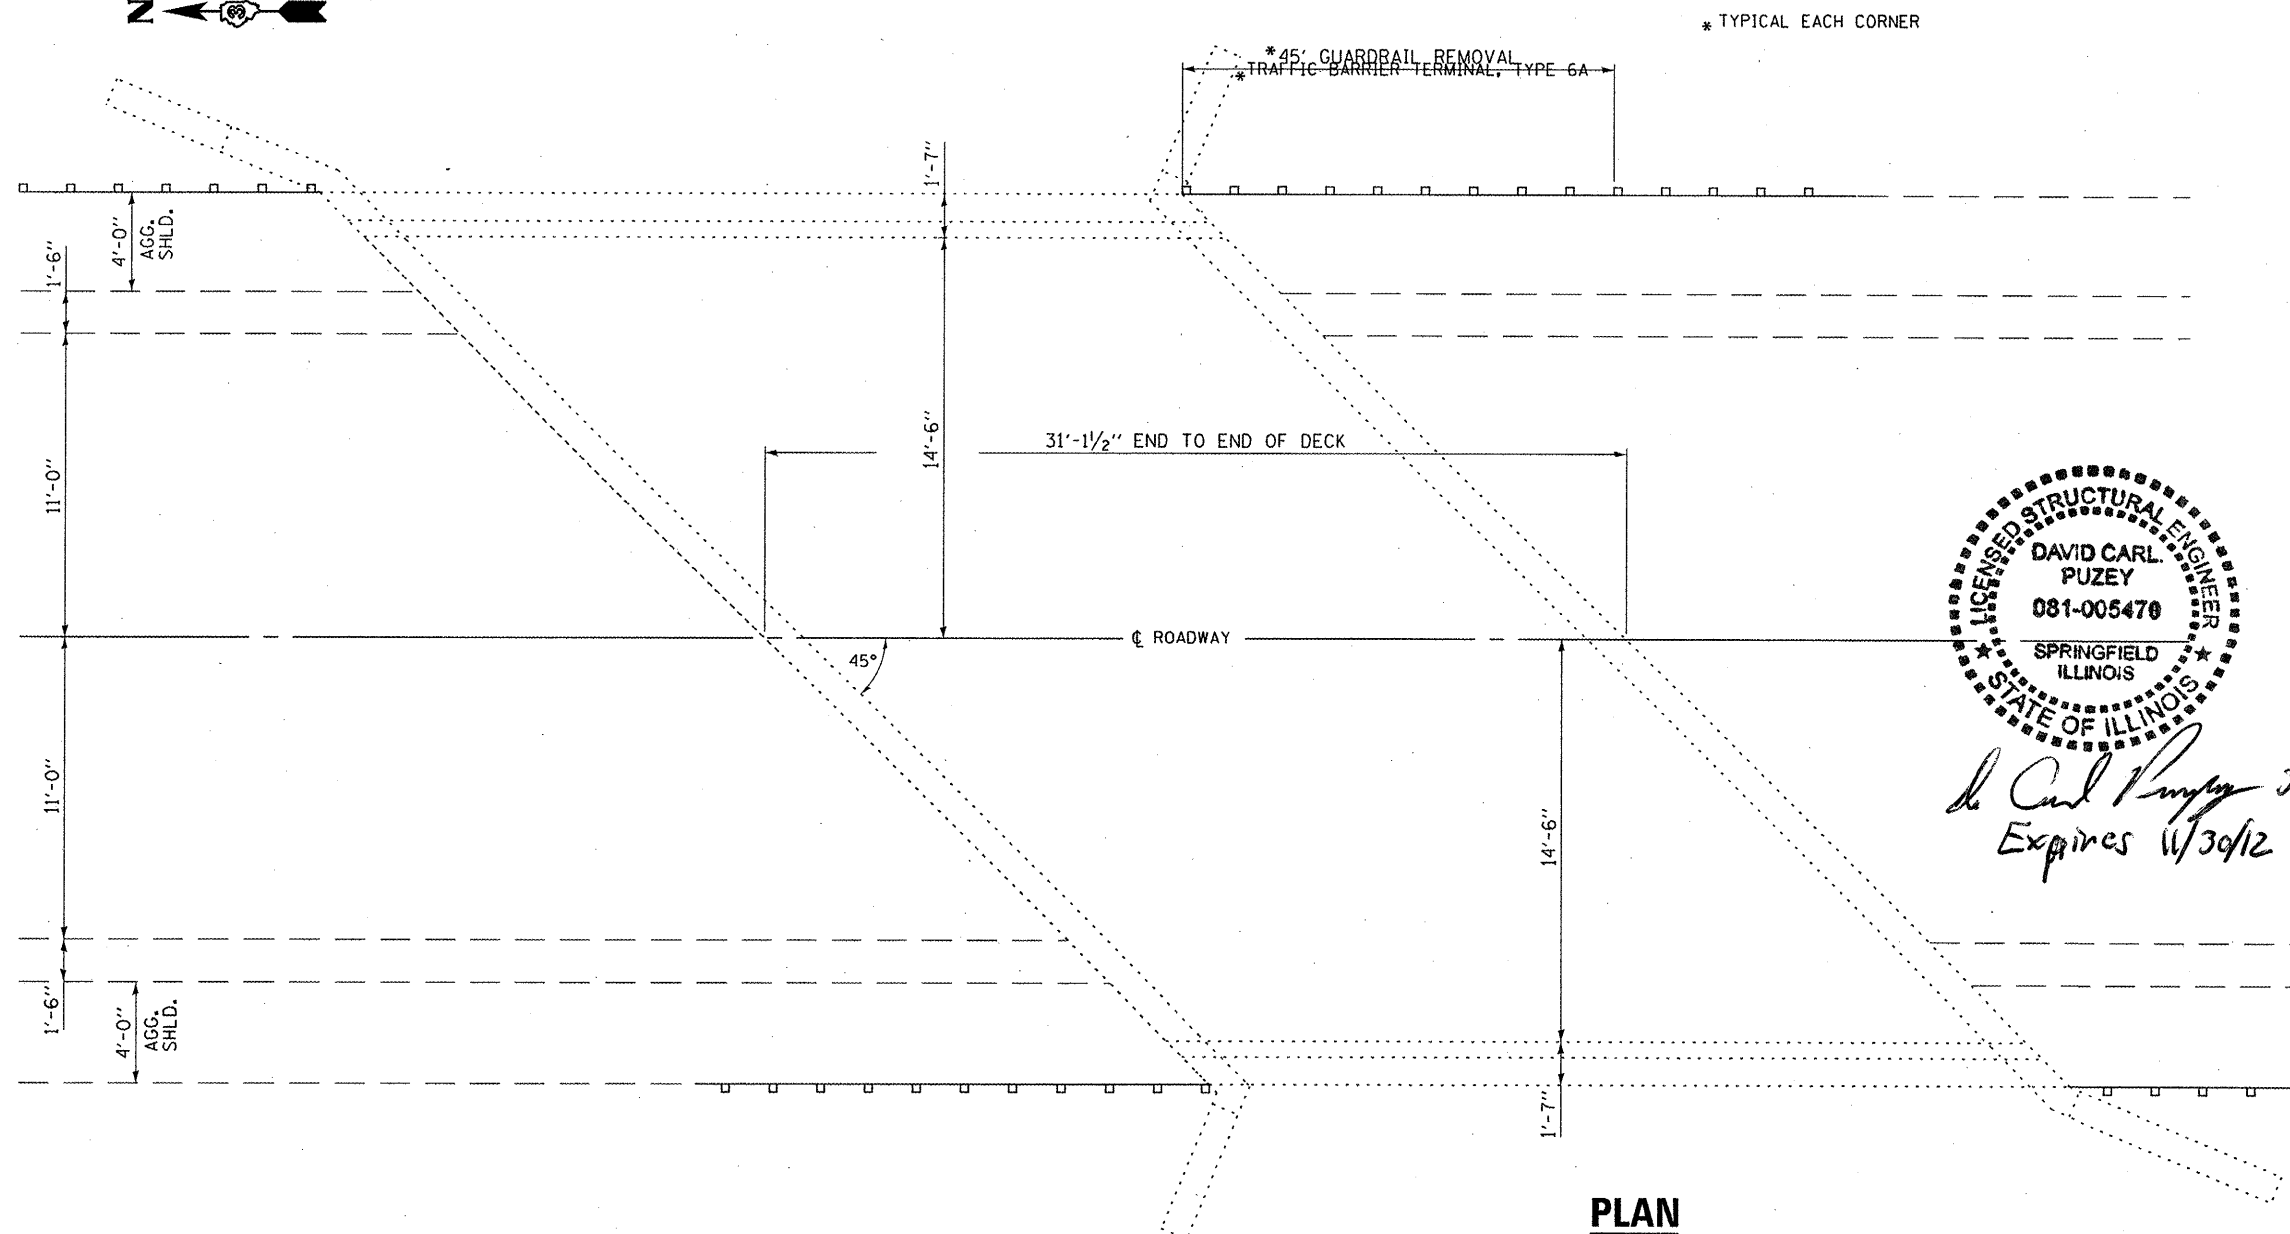 N
3
* TYPICAL EACH CORNER
*45' GUARDRAIL REMOVAL
*TRAFFIC BARRIER TERMINAL, TYPE 6A
1'-7"
4'-0"
AGG.
SHLD.
1'-6"
11'-0"
14'-6"
31'-1½" END TO END OF DECK
℄ ROADWAY
45°
11'-0"
14'-6"
1'-6"
4'-0"
AGG.
SHLD.
1'-7"
LICENSED STRUCTURAL ENGINEER
DAVID CARL.
PUZEY
081-005470
SPRINGFIELD
ILLINOIS
★ STATE OF ILLINOIS ★
Carl Puzey
Expires 11/30/12
PLAN